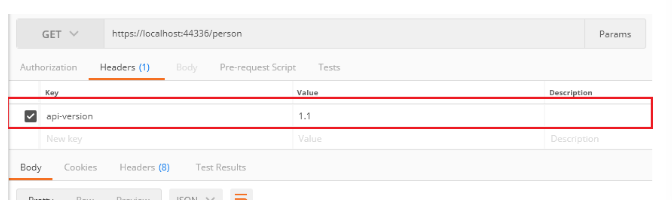 GET https://localhost:44336/person Params
Authorization Headers (1) Body Pre-request Script Tests
Key Value Description
api-version 1.1
New key Value Description
Body Cookies Headers (8) Test Results
Pretty Raw Preview JSON